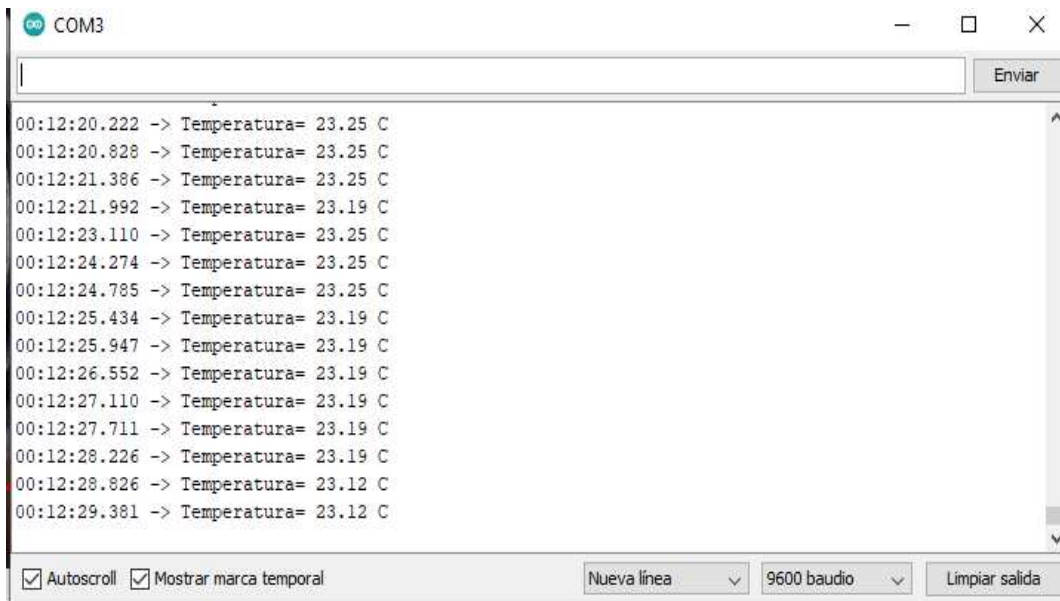 COM3
Enviar
00:12:20.222 -> Temperatura= 23.25 C
00:12:20.828 -> Temperatura= 23.25 C
00:12:21.386 -> Temperatura= 23.25 C
00:12:21.992 -> Temperatura= 23.19 C
00:12:23.110 -> Temperatura= 23.25 C
00:12:24.274 -> Temperatura= 23.25 C
00:12:24.785 -> Temperatura= 23.25 C
00:12:25.434 -> Temperatura= 23.19 C
00:12:25.947 -> Temperatura= 23.19 C
00:12:26.552 -> Temperatura= 23.19 C
00:12:27.110 -> Temperatura= 23.19 C
00:12:27.711 -> Temperatura= 23.19 C
00:12:28.226 -> Temperatura= 23.19 C
00:12:28.826 -> Temperatura= 23.12 C
00:12:29.381 -> Temperatura= 23.12 C
Autoscroll Mostrar marca temporal Nueva línea 9600 baudio Limpiar salida